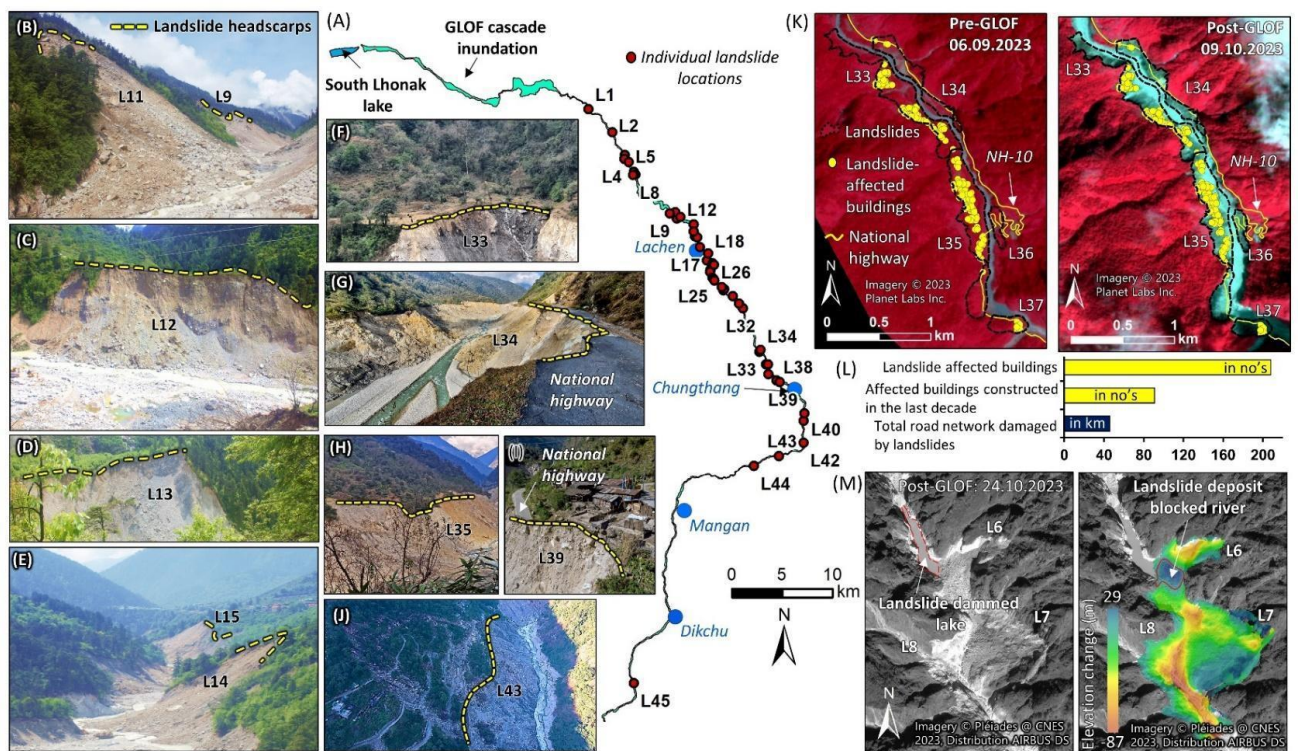 (B)
Landslide headscarps
L11
L9
(C)
L12
(D)
L13
(E)
L15
L14
(A)
GLOF cascade
inundation
South Lhonak
lake
Individual landslide
locations
L1
L2
L5
L4
L8
L12
L9
Lachen
L18
L17
L26
L25
L32
L34
L33
L38
Chungthang
L39
L40
L43
L42
L44
Mangan
Dikchu
L45
0 5 10
km
N
(F)
L33
(G)
L34
National
highway
(H)
L35
(I)
National
highway
L39
(J)
L43
(K)
Pre-GLOF
06.09.2023
L33
L34
Landslides
Landslide-
affected
buildings
NH-10
National
highway
L35
L36
N
Imagery © 2023
Planet Labs Inc.
L37
0 0.5 1
km
Post-GLOF
09.10.2023
L33
L34
NH-10
L35
L36
N
Imagery © 2023
Planet Labs Inc.
L37
0 0.5 1
km
(L)
Landslide affected buildings
in no's
Affected buildings constructed
in the last decade
in no's
Total road network damaged
by landslides
in km
0 40 80 120 160 200
(M)
Post-GLOF: 24.10.2023
L6
Landslide dammed
lake
L7
L8
N
Imagery © Pléiades @ CNES
2023, Distribution AIRBUS DS
Landslide deposit
blocked river
L6
29
L7
L8
Elevation change (m)
-87
Imagery © Pléiades @ CNES
2023, Distribution AIRBUS DS